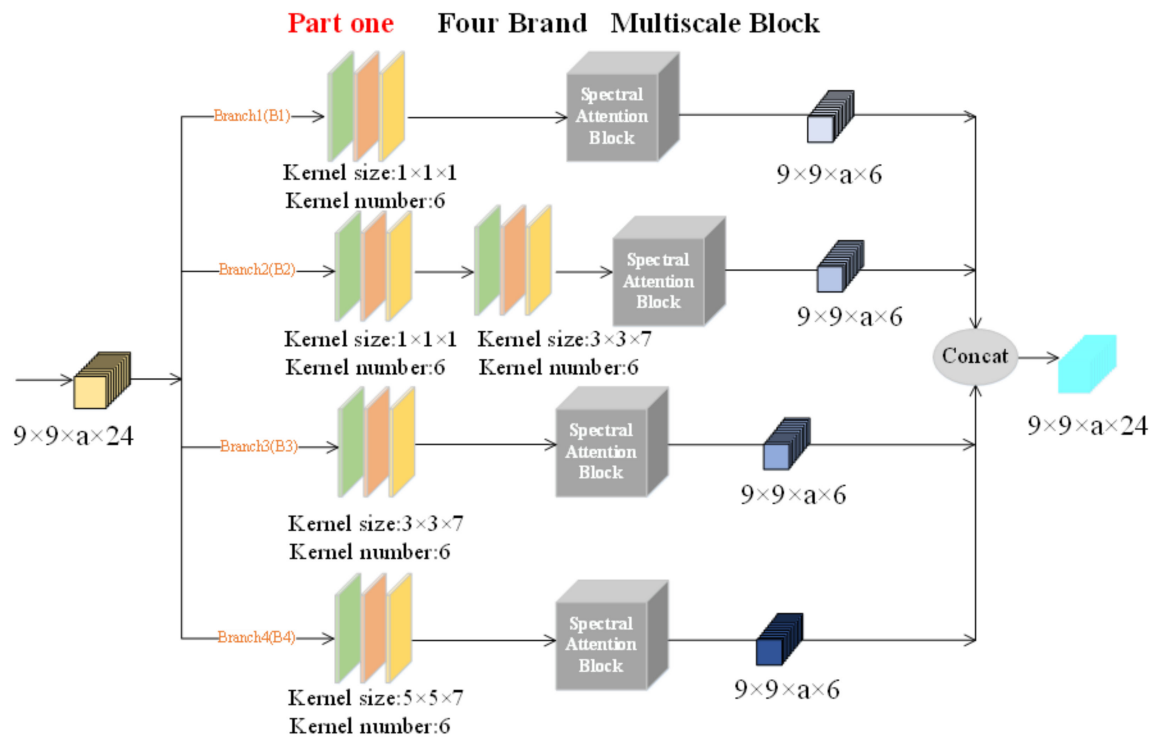 Part one Four Brand Multiscale Block
Branch1(B1)
Spectral
Attention
Block
Kernel size:1×1×1
Kernel number:6
9×9×a×6
Branch2(B2)
Spectral
Attention
Block
Kernel size:1×1×1
Kernel number:6
Kernel size:3×3×7
Kernel number:6
9×9×a×6
9×9×a×24
Concat
9×9×a×24
Branch3(B3)
Spectral
Attention
Block
Kernel size:3×3×7
Kernel number:6
9×9×a×6
Branch4(B4)
Spectral
Attention
Block
Kernel size:5×5×7
Kernel number:6
9×9×a×6